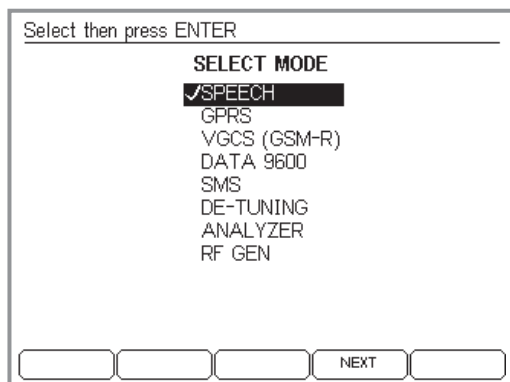 Select then press ENTER
SELECT MODE
✓SPEECH
GPRS
VGCS (GSM-R)
DATA 9600
SMS
DE-TUNING
ANALYZER
RF GEN
NEXT